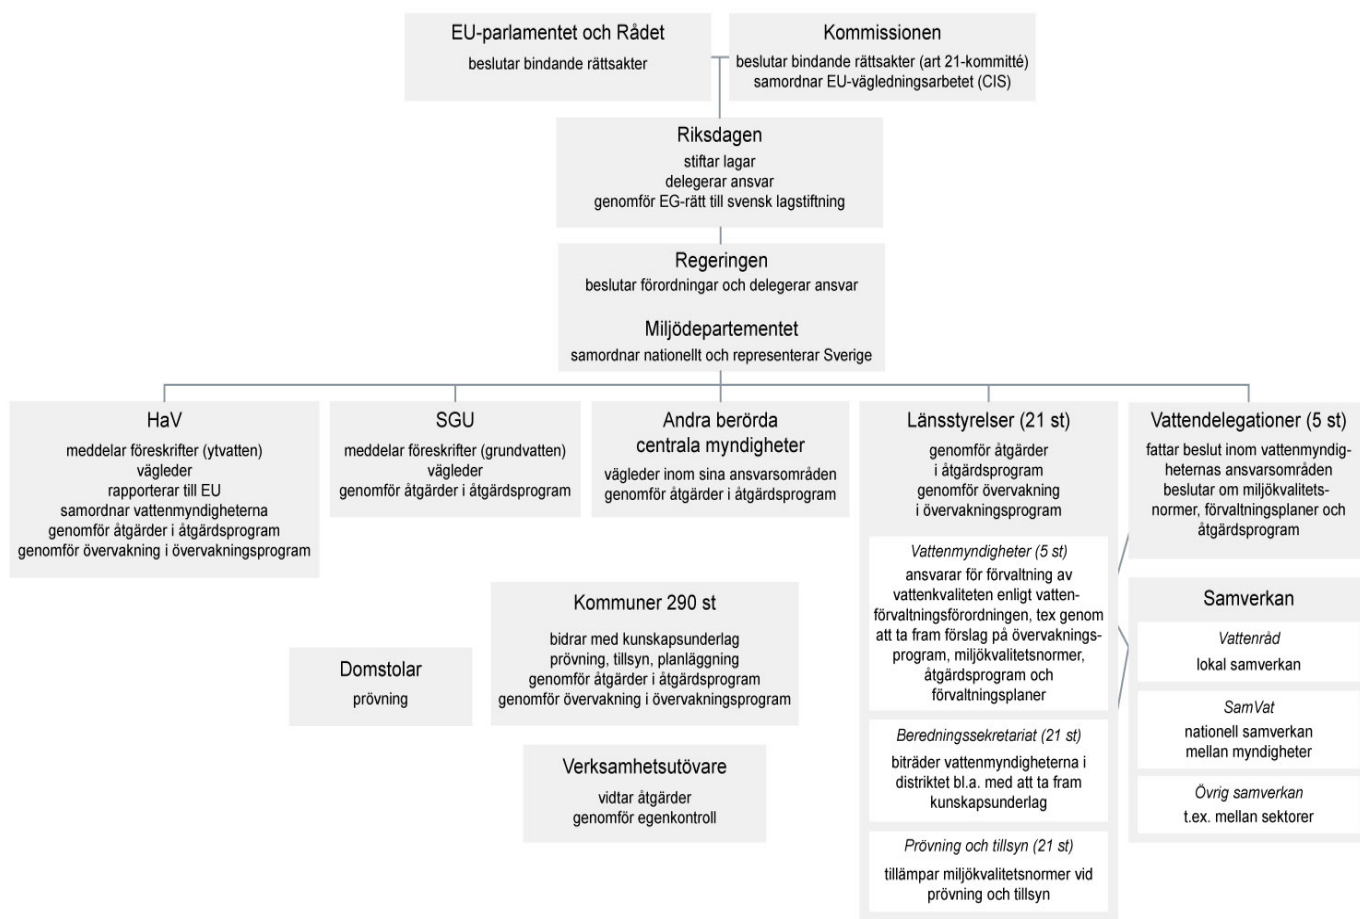 EU-parlamentet och Rådet
beslutar bindande rättsakter
Kommissionen
beslutar bindande rättsakter (art 21-kommitté)
samordnar EU-vägledningsarbetet (CIS)
Riksdagen
stiftar lagar
delegerar ansvar
genomför EG-rätt till svensk lagstiftning
Regeringen
beslutar förordningar och delegerar ansvar
Miljödepartementet
samordnar nationellt och representerar Sverige
HaV
meddelar föreskrifter (ytvatten)
vägleder
rapporterar till EU
samordnar vattenmyndigheterna
genomför åtgärder i åtgärdsprogram
genomför övervakning i övervakningsprogram
SGU
meddelar föreskrifter (grundvatten)
vägleder
genomför åtgärder i åtgärdsprogram
Andra berörda
centrala myndigheter
vägleder inom sina ansvarsområden
genomför åtgärder i åtgärdsprogram
Länsstyrelser (21 st)
genomför åtgärder
i åtgärdsprogram
genomför övervakning
i övervakningsprogram
Vattenmyndigheter (5 st)
ansvarar för förvaltning av
vattenkvaliteten enligt vatten-
förvaltningsförordningen, tex genom
att ta fram förslag på övervaknings-
program, miljökvalitetsnormer,
åtgärdsprogram och
förvaltningsplaner
Beredningssekretariat (21 st)
biträder vattenmyndigheterna i
distriktet bl.a. med att ta fram
kunskapsunderlag
Prövning och tillsyn (21 st)
tillämpar miljökvalitetsnormer vid
prövning och tillsyn
Vattendelegationer (5 st)
fattar beslut inom vattenmyndig-
heternas ansvarsområden
beslutar om miljökvalitets-
normer, förvaltningsplaner och
åtgärdsprogram
Samverkan
Vattenråd
lokal samverkan
SamVat
nationell samverkan
mellan myndigheter
Övrig samverkan
t.ex. mellan sektorer
Domstolar
prövning
Kommuner 290 st
bidrar med kunskapsunderlag
prövning, tillsyn, planläggning
genomför åtgärder i åtgärdsprogram
genomför övervakning i övervakningsprogram
Verksamhetsutövare
vidtar åtgärder
genomför egenkontroll